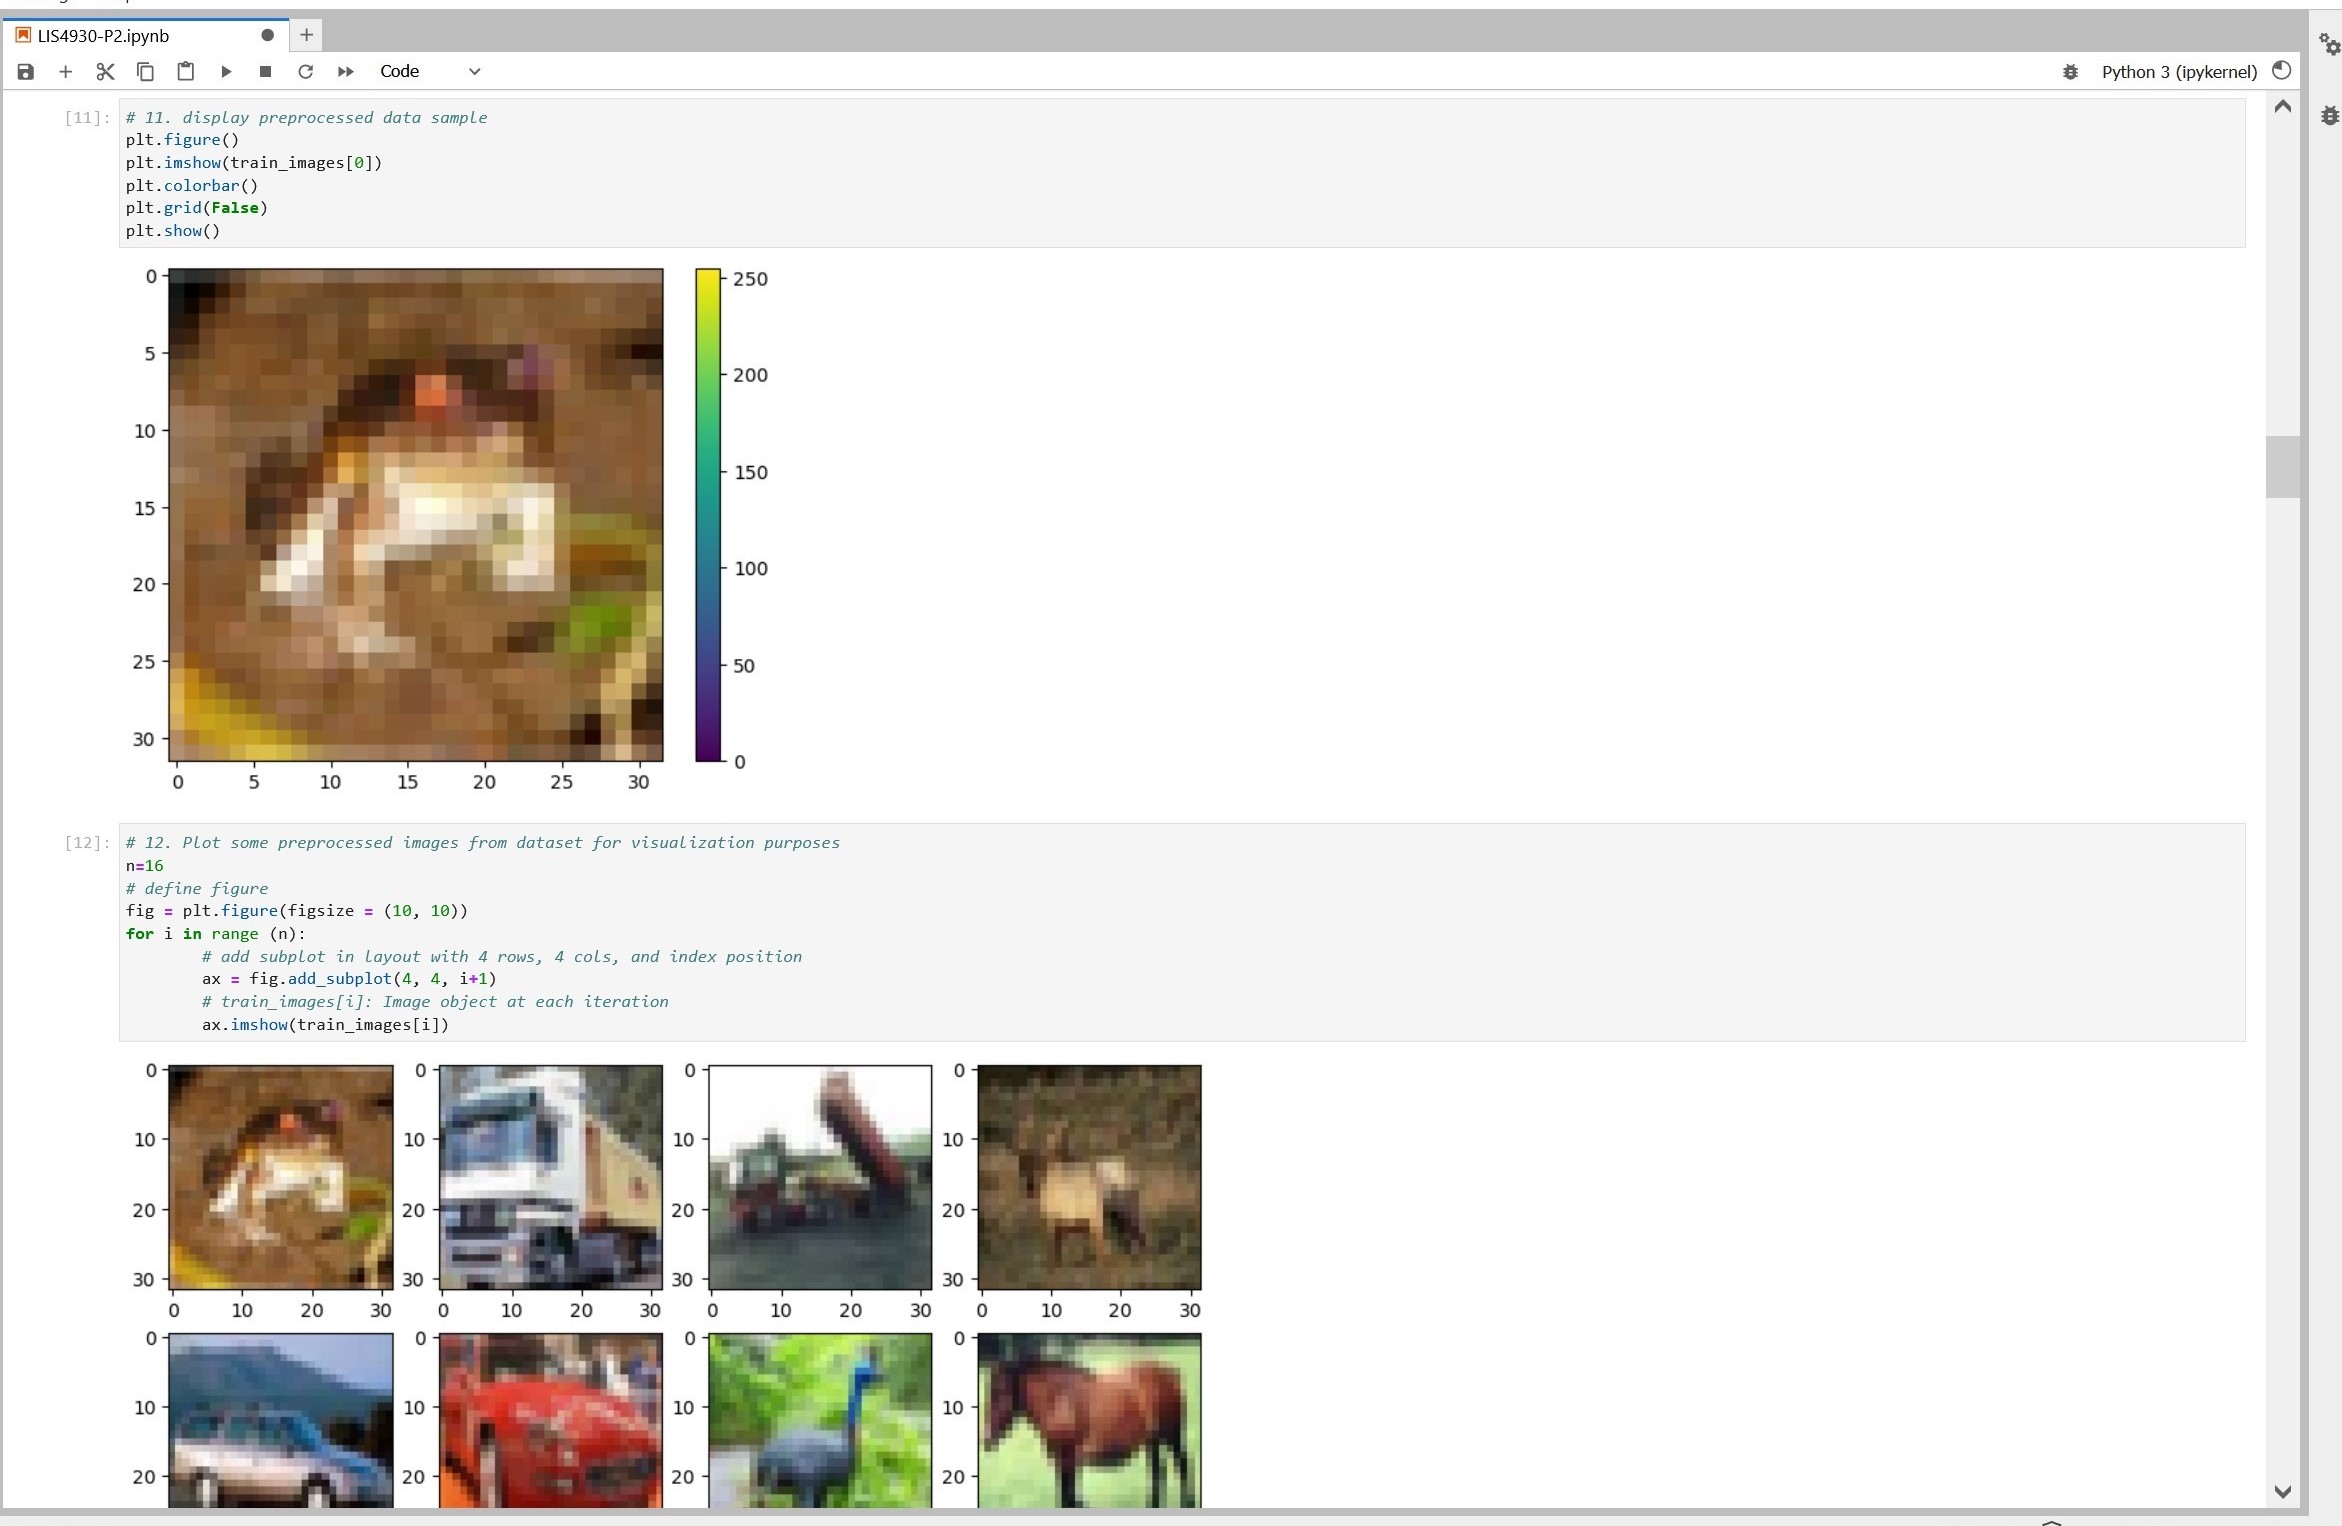 LIS4930-P2.ipynb
Code
Python 3 (ipykernel)
[11]:
# 11. display preprocessed data sample
plt.figure()
plt.imshow(train_images[0])
plt.colorbar()
plt.grid(False)
plt.show()
0
5
10
15
20
25
30
0 5 10 15 20 25 30
250
200
150
100
50
0
[12]:
# 12. Plot some preprocessed images from dataset for visualization purposes
n=16
# define figure
fig = plt.figure(figsize = (10, 10))
for i in range (n):
# add subplot in layout with 4 rows, 4 cols, and index position
ax = fig.add_subplot(4, 4, i+1)
# train_images[i]: Image object at each iteration
ax.imshow(train_images[i])
0 0 0 0
10 10 10 10
20 20 20 20
30 30 30 30
0 10 20 30 0 10 20 30 0 10 20 30 0 10 20 30
0 0 0 0
10 10 10 10
20 20 20 20